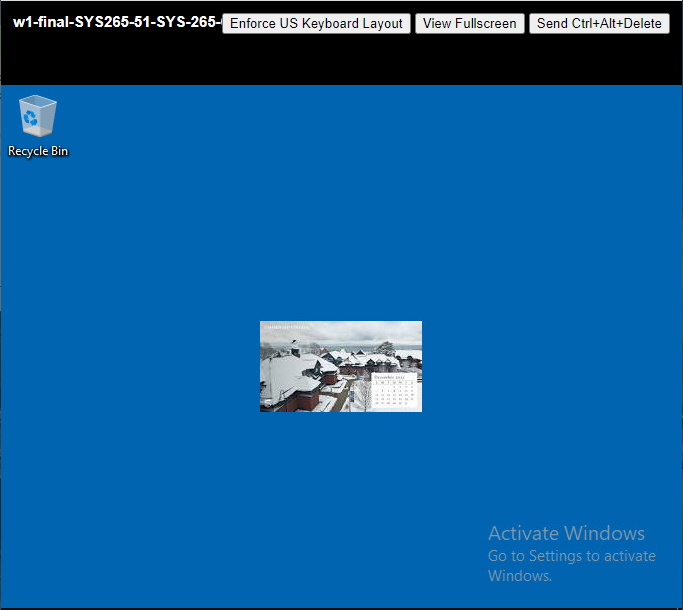 w1-final-SYS265-51-SYS-265-
Enforce US Keyboard Layout
View Fullscreen
Send Ctrl+Alt+Delete
Recycle Bin
Activate Windows
Go to Settings to activate
Windows.